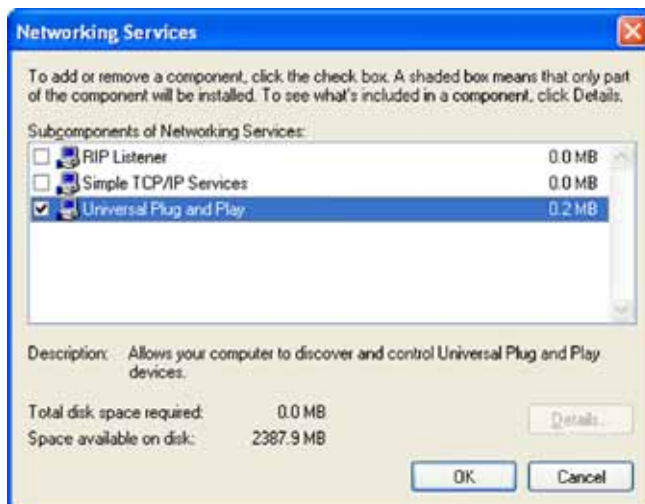 Networking Services
To add or remove a component, click the check box. A shaded box means that only part
of the component will be installed. To see what's included in a component, click Details.
Subcomponents of Networking Services:
RIP Listener 0.0 MB
Simple TCP/IP Services 0.0 MB
Universal Plug and Play 0.2 MB
Description: Allows your computer to discover and control Universal Plug and Play
devices.
Total disk space required: 0.0 MB
Details...
Space available on disk: 2387.9 MB
OK Cancel